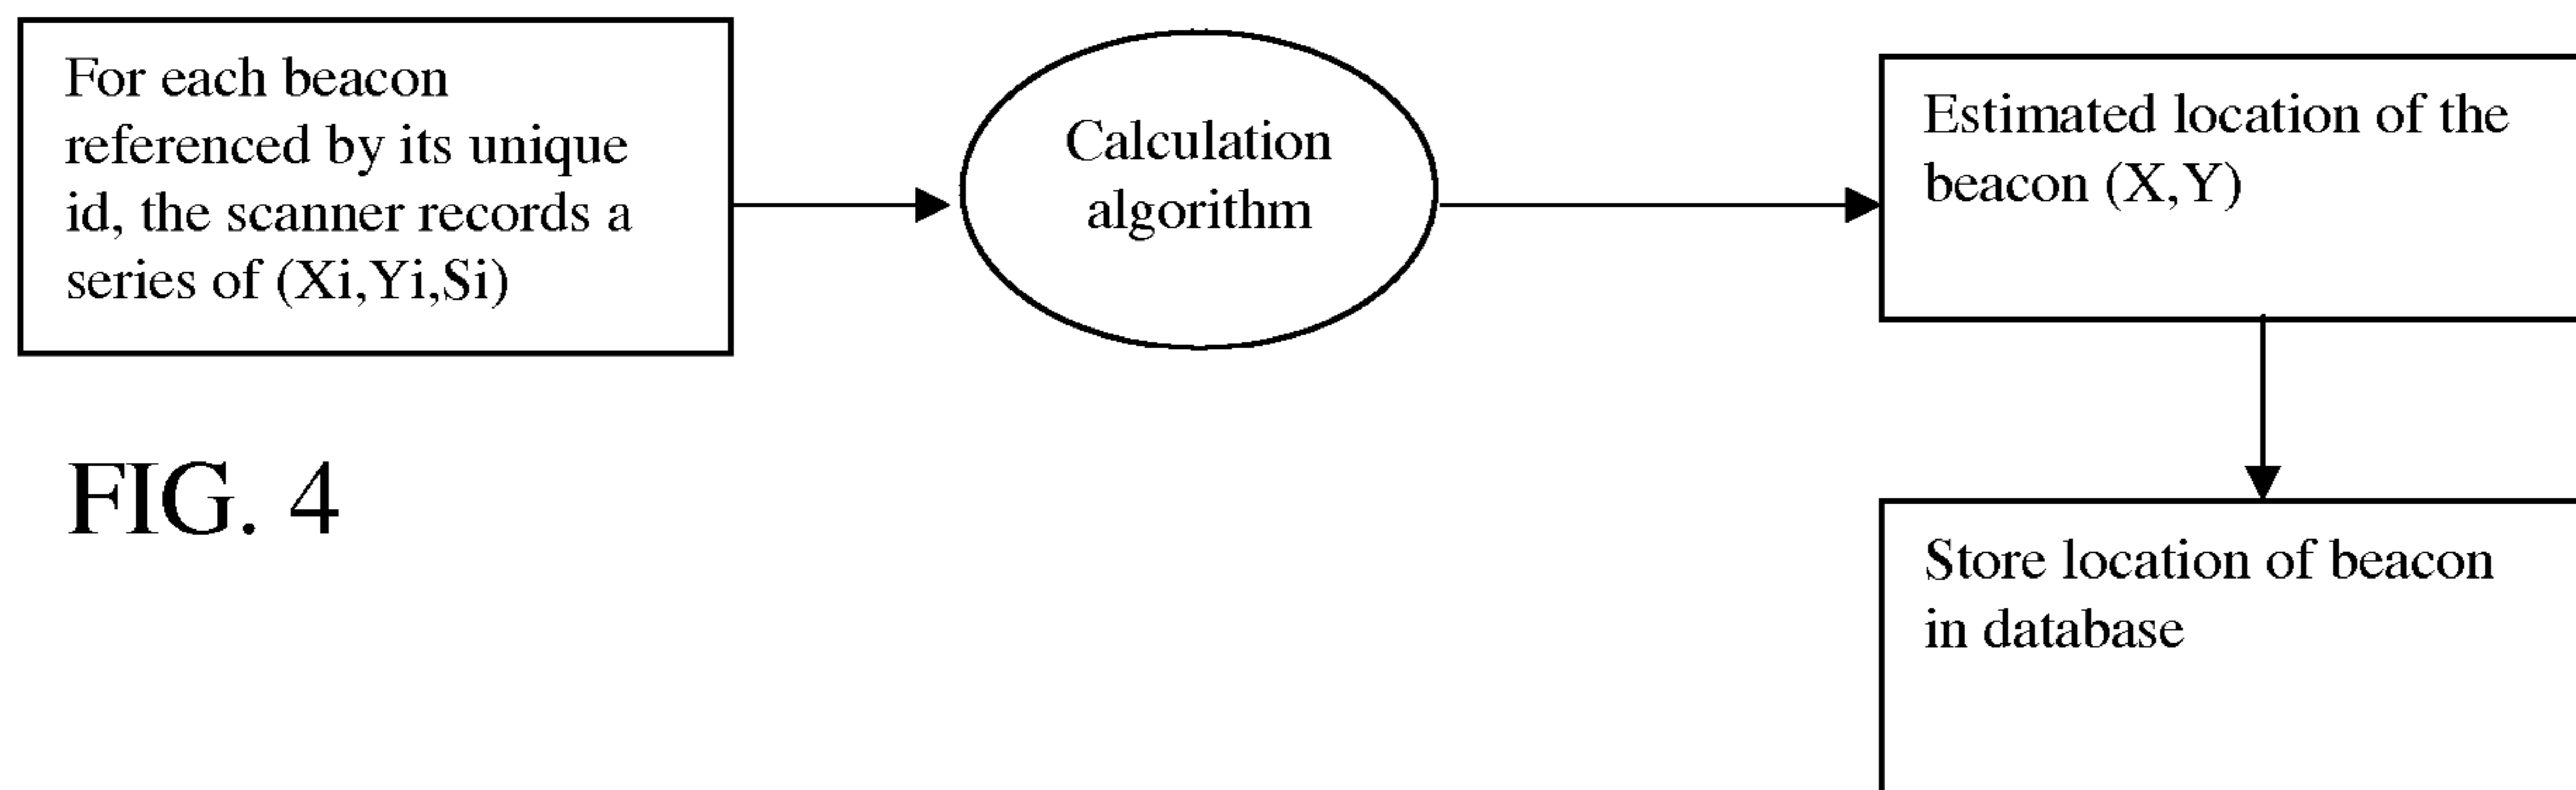 For each beacon
referenced by its unique
id, the scanner records a
series of (Xi,Yi,Si)
Calculation
algorithm
Estimated location of the
beacon (X,Y)
FIG. 4
Store location of beacon
in database